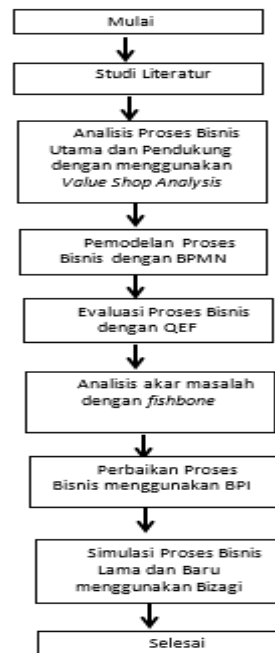 Mulai
Studi Literatur
Analisis Proses Bisnis
Utama dan Pendukung
dengan menggunakan
Value Shop Analysis
Pemodelan Proses
Bisnis dengan BPMN
Evaluasi Proses Bisnis
dengan QEF
Analisis akar masalah
dengan fishbone
Perbaikan Proses
Bisnis menggunakan BPI
Simulasi Proses Bisnis
Lama dan Baru
menggunakan Bizagi
Selesai